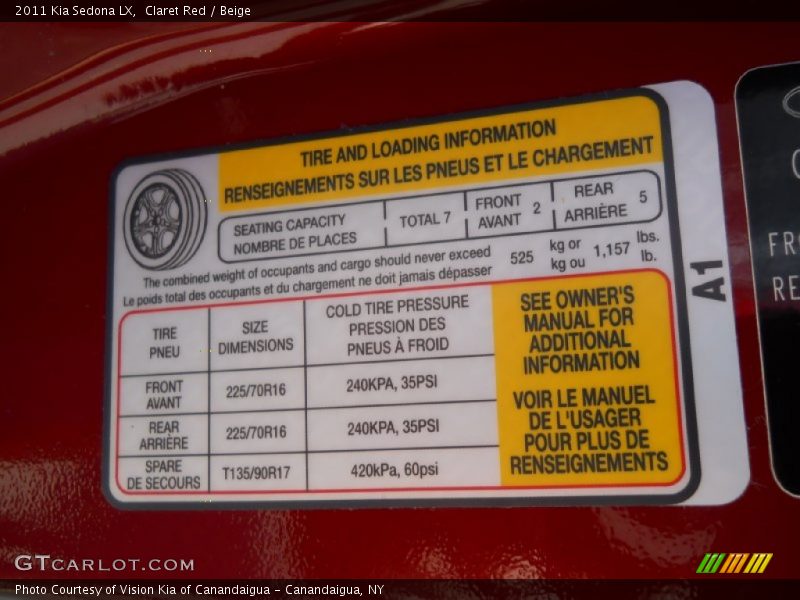 2011 Kia Sedona LX, Claret Red / Beige
TIRE AND LOADING INFORMATION
RENSEIGNEMENTS SUR LES PNEUS ET LE CHARGEMENT
SEATING CAPACITY
NOMBRE DE PLACES
TOTAL 7
FRONT
AVANT
2
REAR
ARRIÈRE
5
The combined weight of occupants and cargo should never exceed
Le poids total des occupants et du chargement ne doit jamais dépasser
525
kg or
kg ou
1,157
lbs.
lb.
TIRE
PNEU
SIZE
DIMENSIONS
COLD TIRE PRESSURE
PRESSION DES
PNEUS À FROID
FRONT
AVANT
225/70R16
240KPA, 35PSI
REAR
ARRIÈRE
225/70R16
240KPA, 35PSI
SPARE
DE SECOURS
T135/90R17
420kPa, 60psi
SEE OWNER'S
MANUAL FOR
ADDITIONAL
INFORMATION
VOIR LE MANUEL
DE L'USAGER
POUR PLUS DE
RENSEIGNEMENTS
A1
FR
RE
GTCARLOT.COM
Photo Courtesy of Vision Kia of Canandaigua - Canandaigua, NY